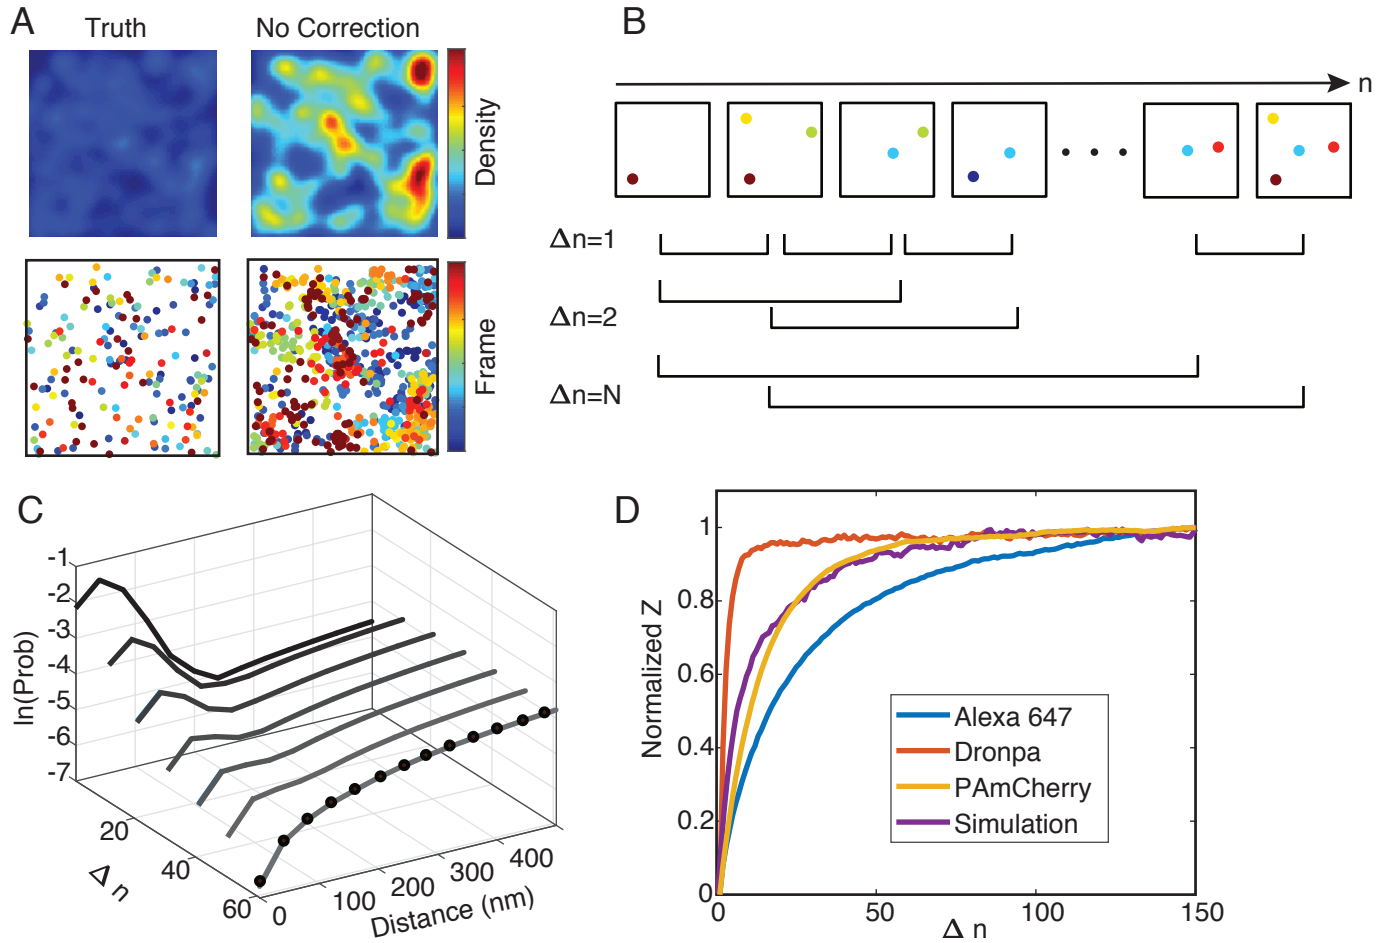 A
Truth
No Correction
Density
Frame
B
n
Δn=1
Δn=2
Δn=N
C
ln(Prob)
-1
-2
-3
-4
-5
-6
-7
20
40
60
Δ n
0
100
200
300
400
Distance (nm)
D
Normalized Z
1
0.8
0.6
0.4
0.2
0
0
50
100
150
Δ n
Alexa 647
Dronpa
PAmCherry
Simulation